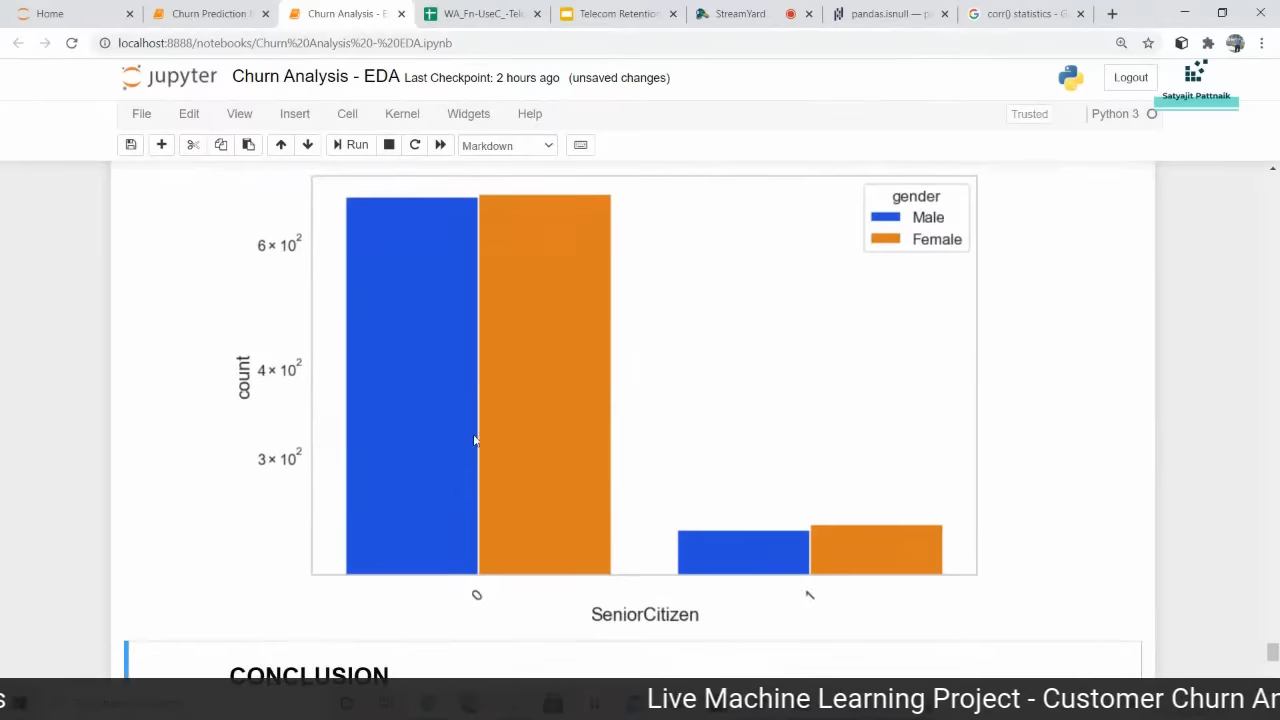 Home
Churn Prediction
Churn Analysis - E
WA_Fn-UseC_-Tel
Telecom Retention
StreamYard
pandas.isnull — p
corr() statistics - G
localhost:8888/notebooks/Churn%20Analysis%20-%20EDA.ipynb
jupyter Churn Analysis - EDA Last Checkpoint: 2 hours ago (unsaved changes)
Logout
Satyajit Pattnaik
File Edit View Insert Cell Kernel Widgets Help
Trusted Python 3
Run Markdown
gender
Male
Female
6 × 10²
4 × 10²
3 × 10²
count
0 1
SeniorCitizen
CONCLUSION
s Live Machine Learning Project - Customer Churn An